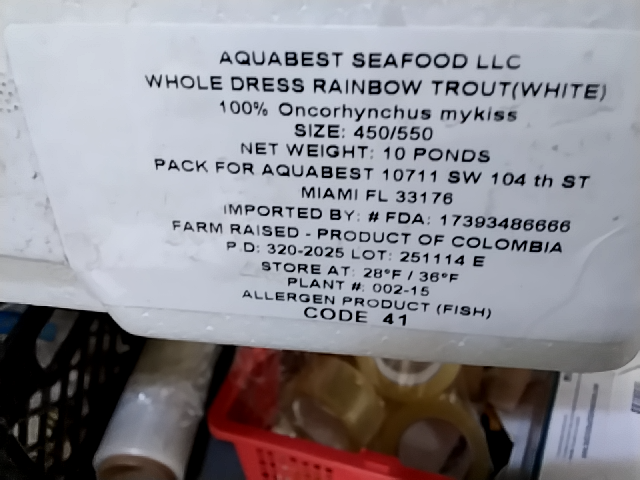 AQUABEST SEAFOOD LLC
WHOLE DRESS RAINBOW TROUT(WHITE)
100% Oncorhynchus mykiss
SIZE: 450/550
NET WEIGHT: 10 PONDS
PACK FOR AQUABEST 10711 SW 104 th ST
MIAMI FL 33176
IMPORTED BY: # FDA: 17393486666
FARM RAISED - PRODUCT OF COLOMBIA
P.D: 320-2025 LOT: 251114 E
STORE AT: 28°F / 36°F
PLANT #: 002-15
ALLERGEN PRODUCT (FISH)
CODE 41